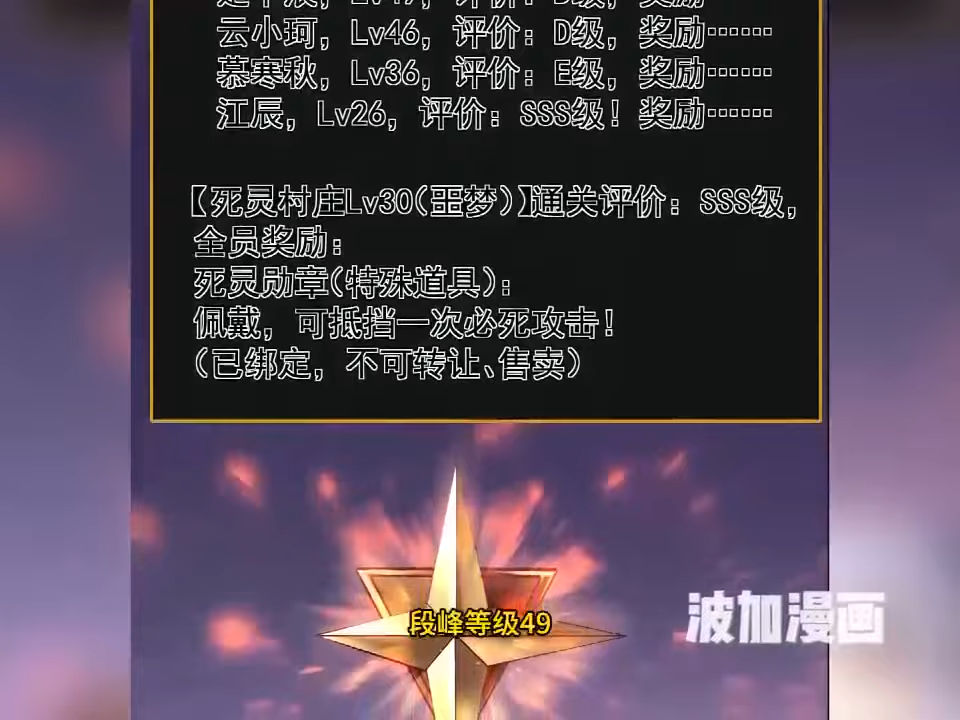 云小珂，Lv46，评价：D级，奖励……
慕寒秋，Lv36，评价：E级，奖励……
江辰，Lv26，评价：SSS级！奖励……
【死灵村庄Lv30（噩梦）】通关评价：SSS级，
全员奖励：
死灵勋章（特殊道具）：
佩戴，可抵挡一次必死攻击！
（已绑定，不可转让、售卖）
段峰等级49
波加漫画